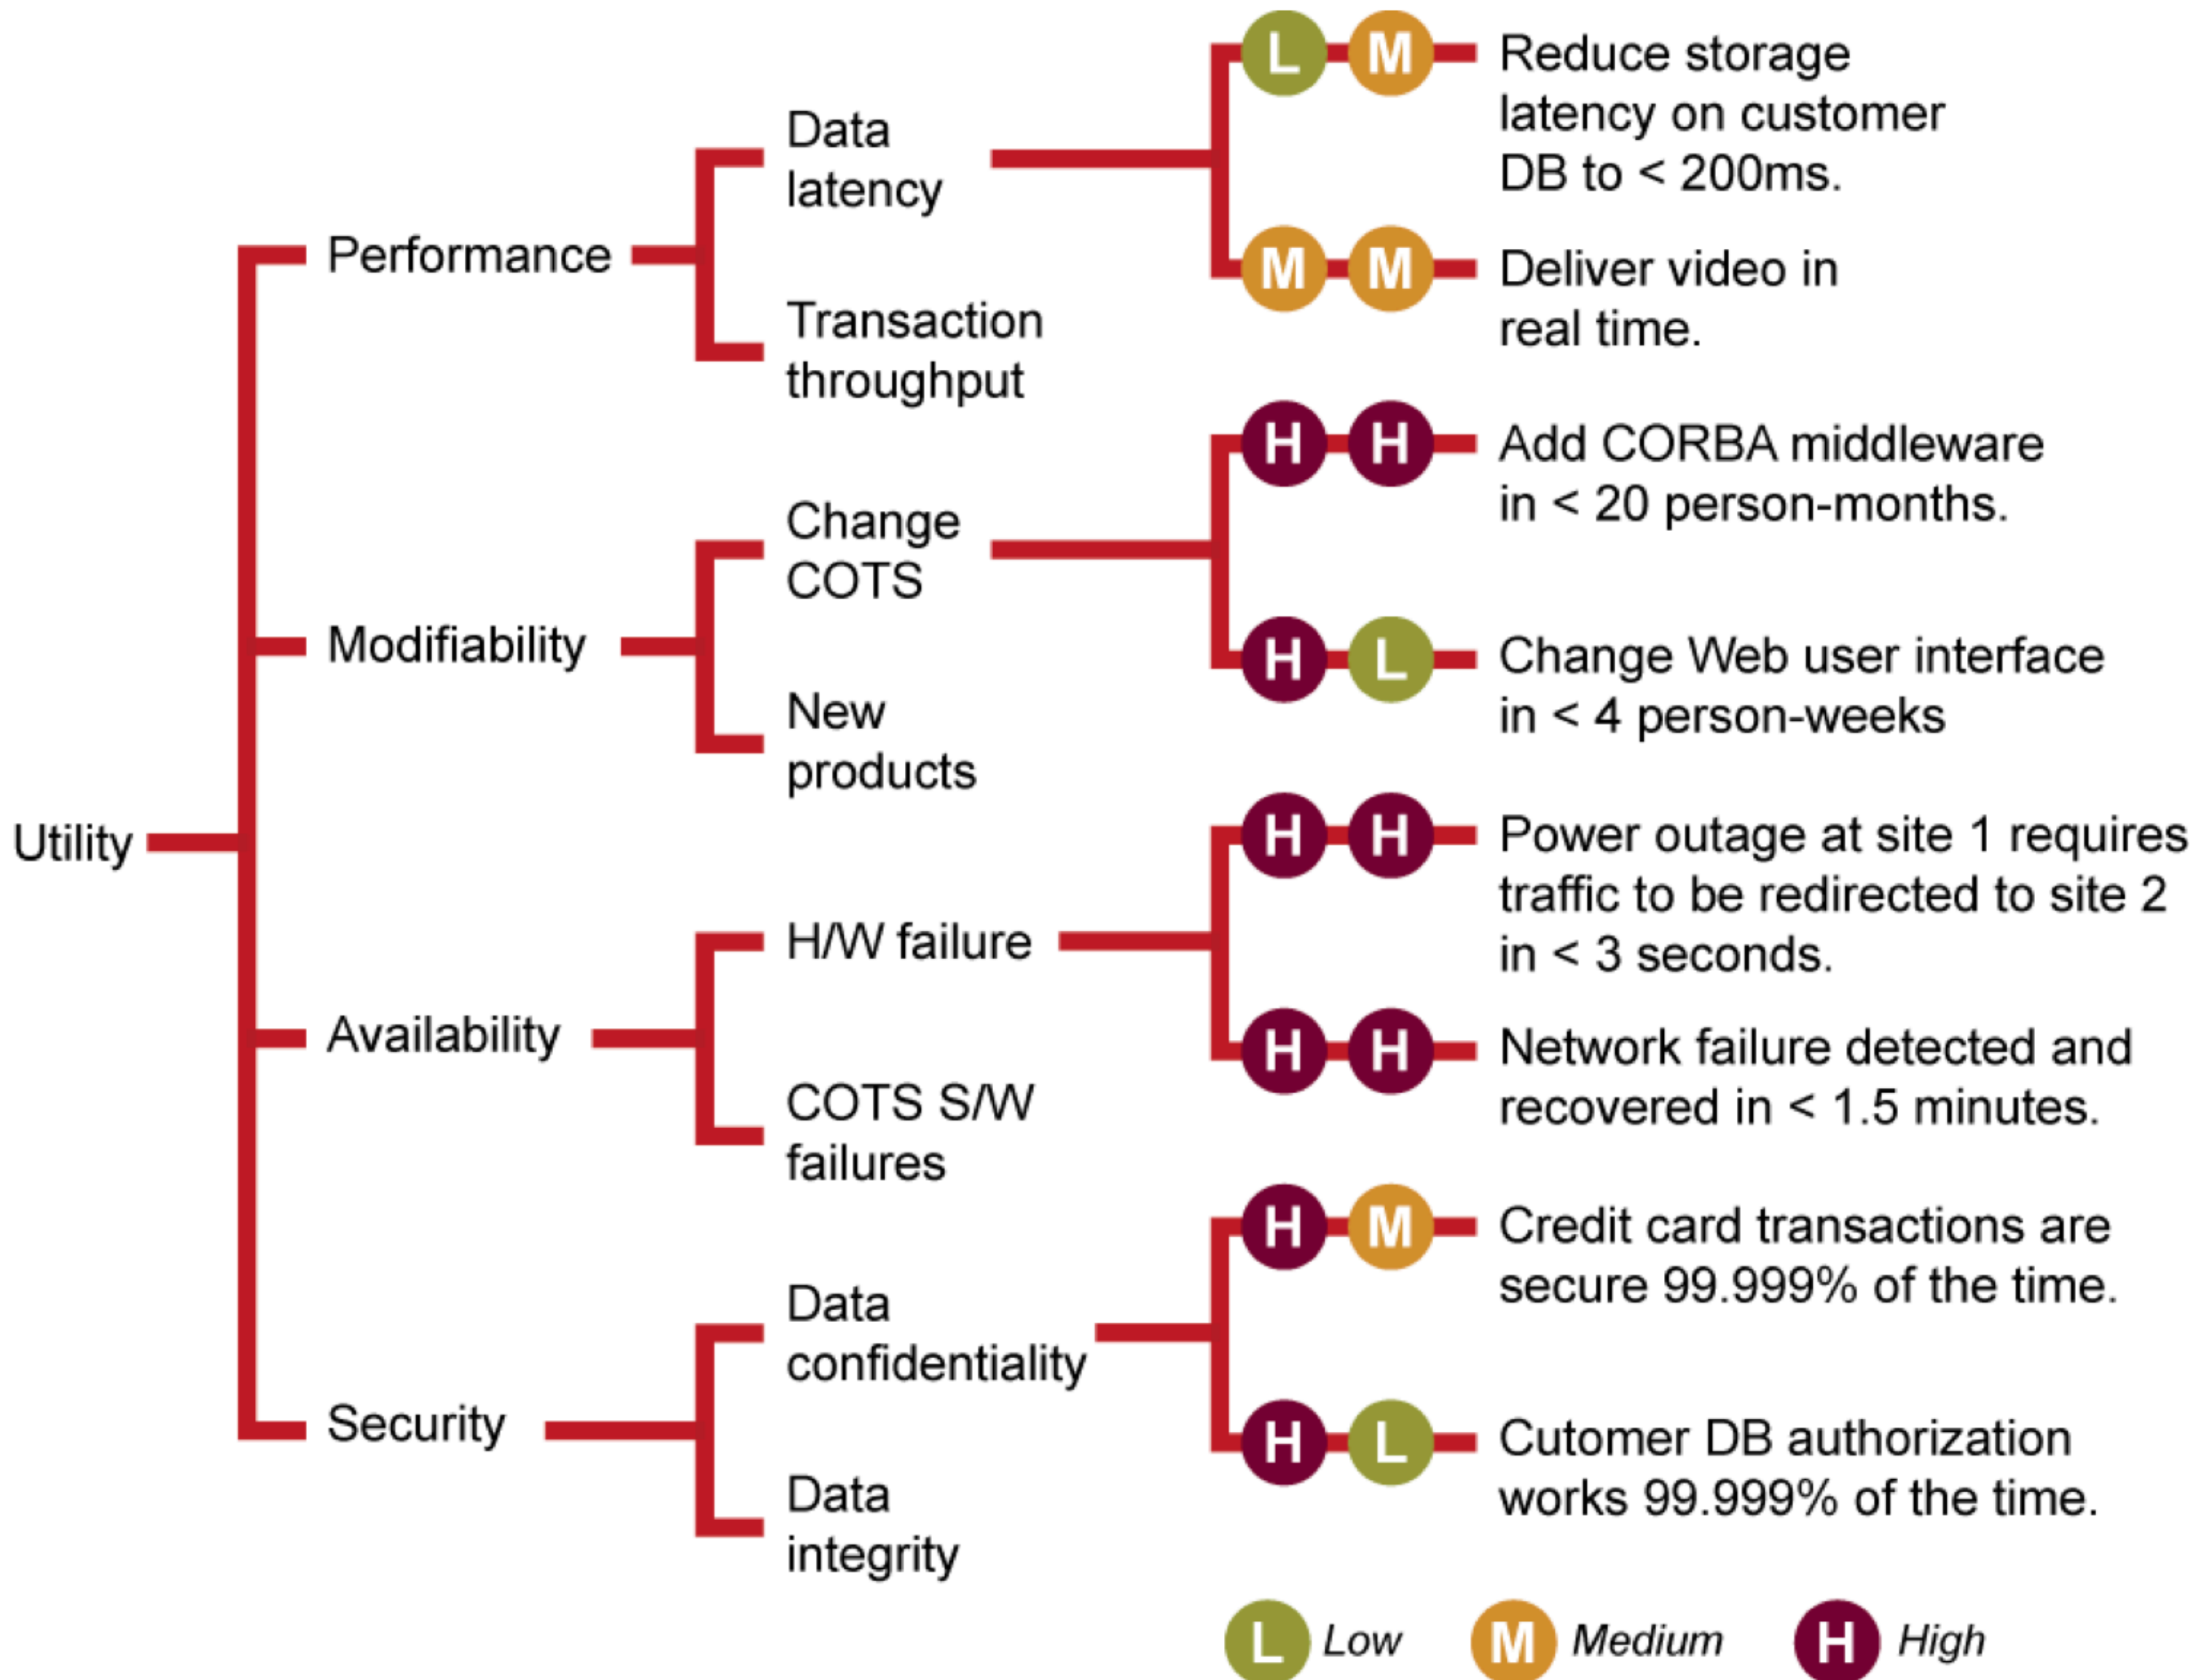 Utility
Performance
Data
latency
L M Reduce storage
latency on customer
DB to < 200ms.
M M Deliver video in
real time.
Transaction
throughput
Modifiability
Change
COTS
H H Add CORBA middleware
in < 20 person-months.
H L Change Web user interface
in < 4 person-weeks
New
products
Availability
H/W failure
H H Power outage at site 1 requires
traffic to be redirected to site 2
in < 3 seconds.
H H Network failure detected and
recovered in < 1.5 minutes.
COTS S/W
failures
Security
Data
confidentiality
H M Credit card transactions are
secure 99.999% of the time.
H L Cutomer DB authorization
works 99.999% of the time.
Data
integrity
L Low M Medium H High